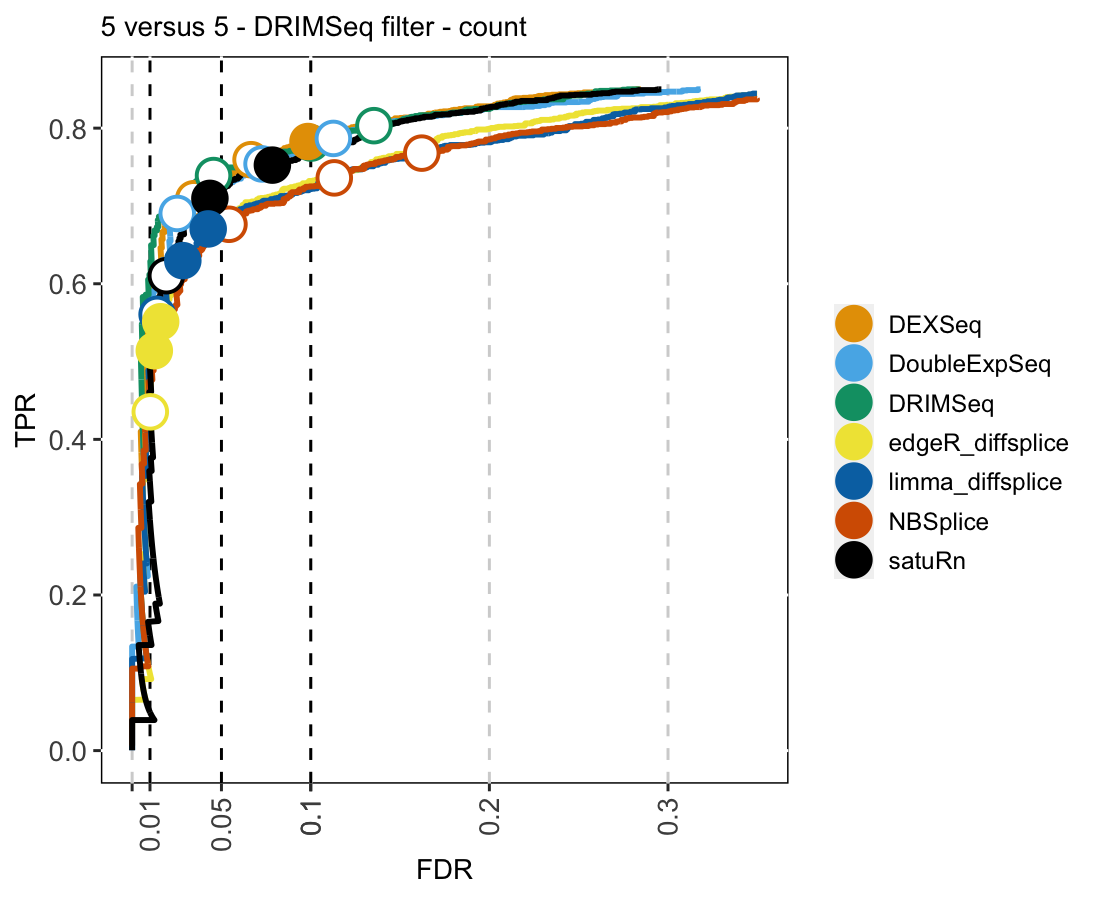 5 versus 5 - DRIMSeq filter - count
TPR
0.8
0.6
0.4
0.2
0.0
0.01
0.05
0.1
0.2
0.3
FDR
DEXSeq
DoubleExpSeq
DRIMSeq
edgeR_diffsplice
limma_diffsplice
NBSplice
satuRn